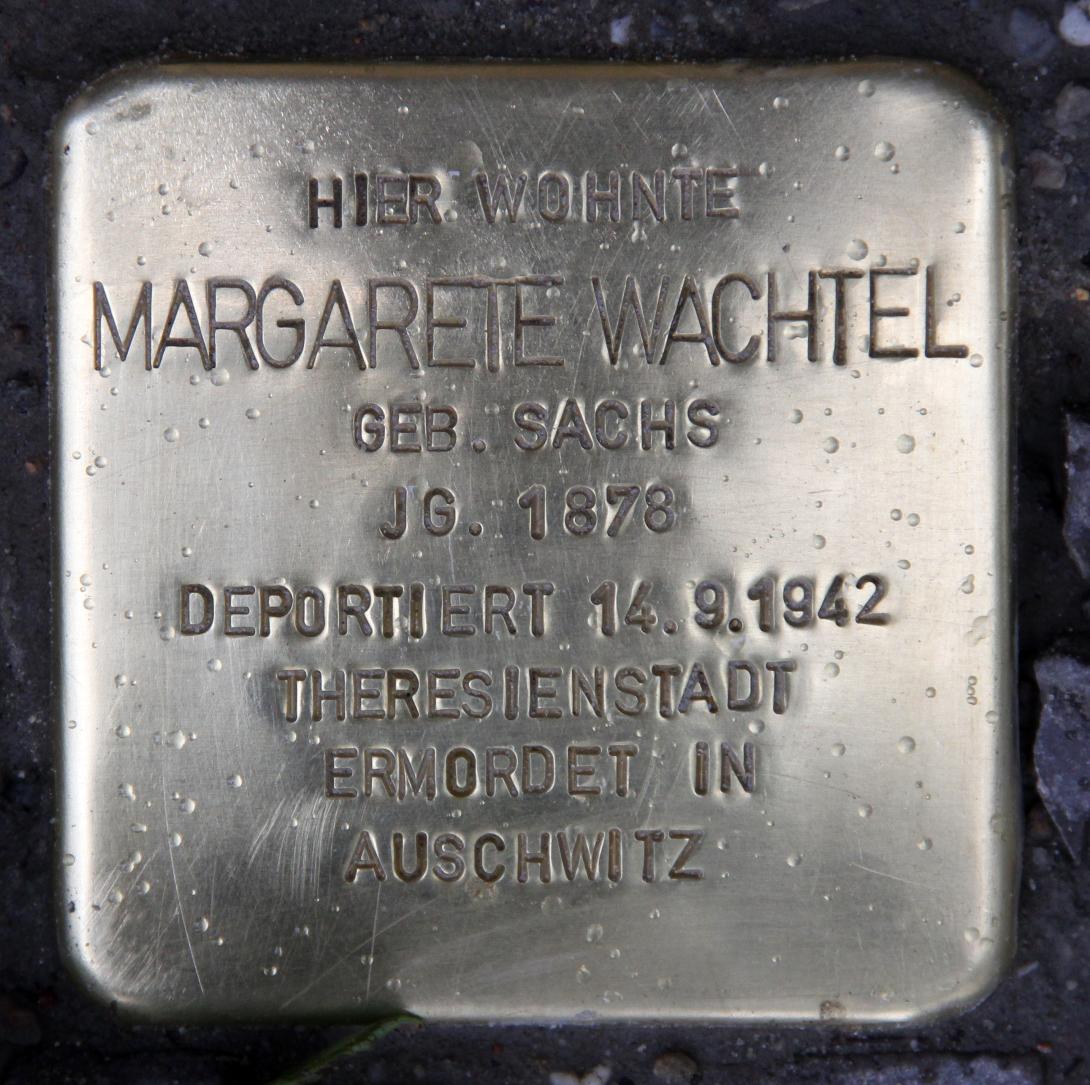 HIER WOHNTE
MARGARETE WACHTEL
GEB. SACHS
JG. 1878
DEPORTIERT 14.9.1942
THERESIENSTADT
ERMORDET IN
AUSCHWITZ